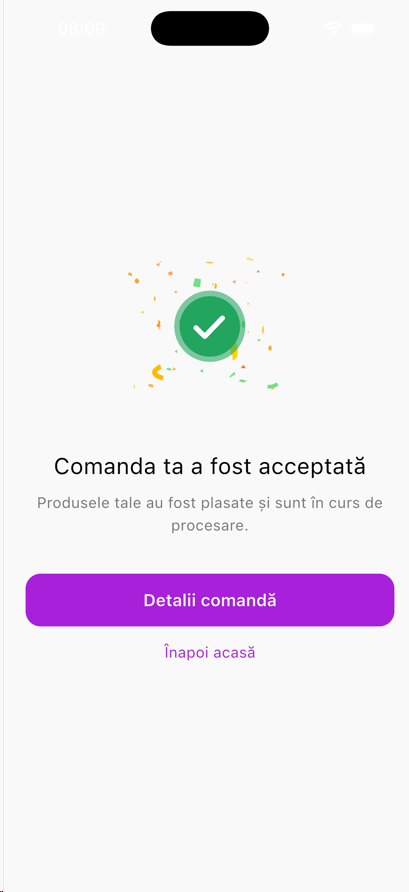 08:09
Comanda ta a fost acceptată
Produsele tale au fost plasate și sunt în curs de
procesare.
Detalii comandă
Înapoi acasă